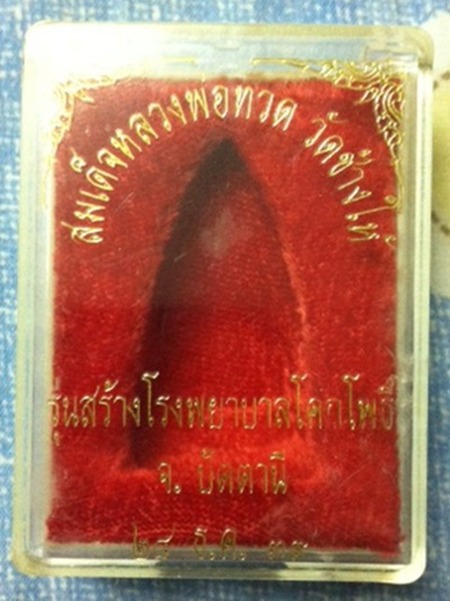 สมเด็จหลวงพ่อทวด วัดช้างให้
รุ่นสร้างโรงพยาบาลโคกโพธิ์
จ. ปัตตานี
ธ.ค.